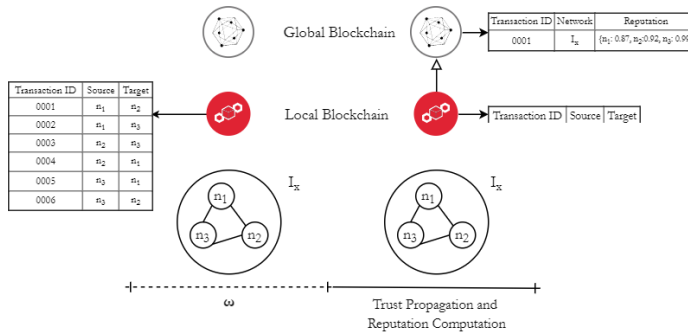 Global Blockchain
Transaction ID Network Reputation
0001 Iₓ {n₁: 0.87, n₂:0.92, n₃: 0.99
Transaction ID Source Target
0001 n₁ n₂
0002 n₁ n₃
0003 n₂ n₃
0004 n₂ n₁
0005 n₃ n₁
0006 n₃ n₂
Local Blockchain
Transaction ID Source Target
Iₓ
n₁
n₃ n₂
Iₓ
n₁
n₃ n₂
ω
Trust Propagation and
Reputation Computation